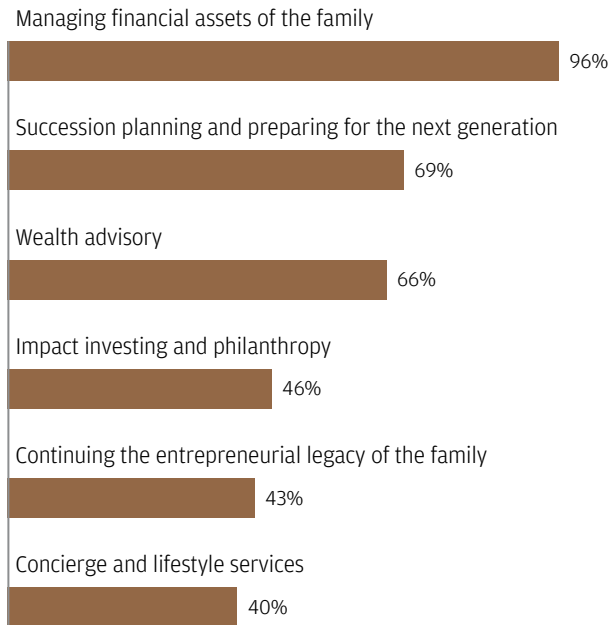 Managing financial assets of the family
96%
Succession planning and preparing for the next generation
69%
Wealth advisory
66%
Impact investing and philanthropy
46%
Continuing the entrepreneurial legacy of the family
43%
Concierge and lifestyle services
40%